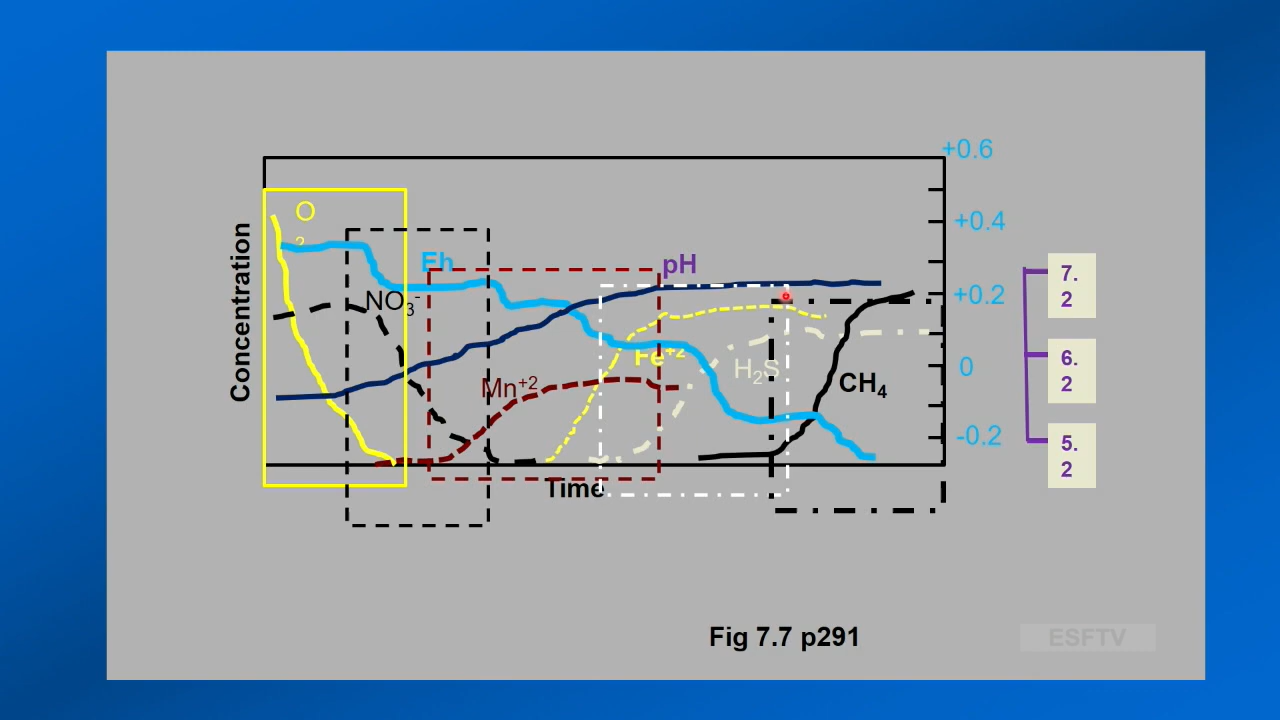 +0.6
O
2
+0.4
Concentration
Eh
pH
7.
2
NO3-
+0.2
Fe+2
H2S
0
6.
2
Mn+2
CH4
-0.2
5.
2
Time
Fig 7.7 p291
ESFTV